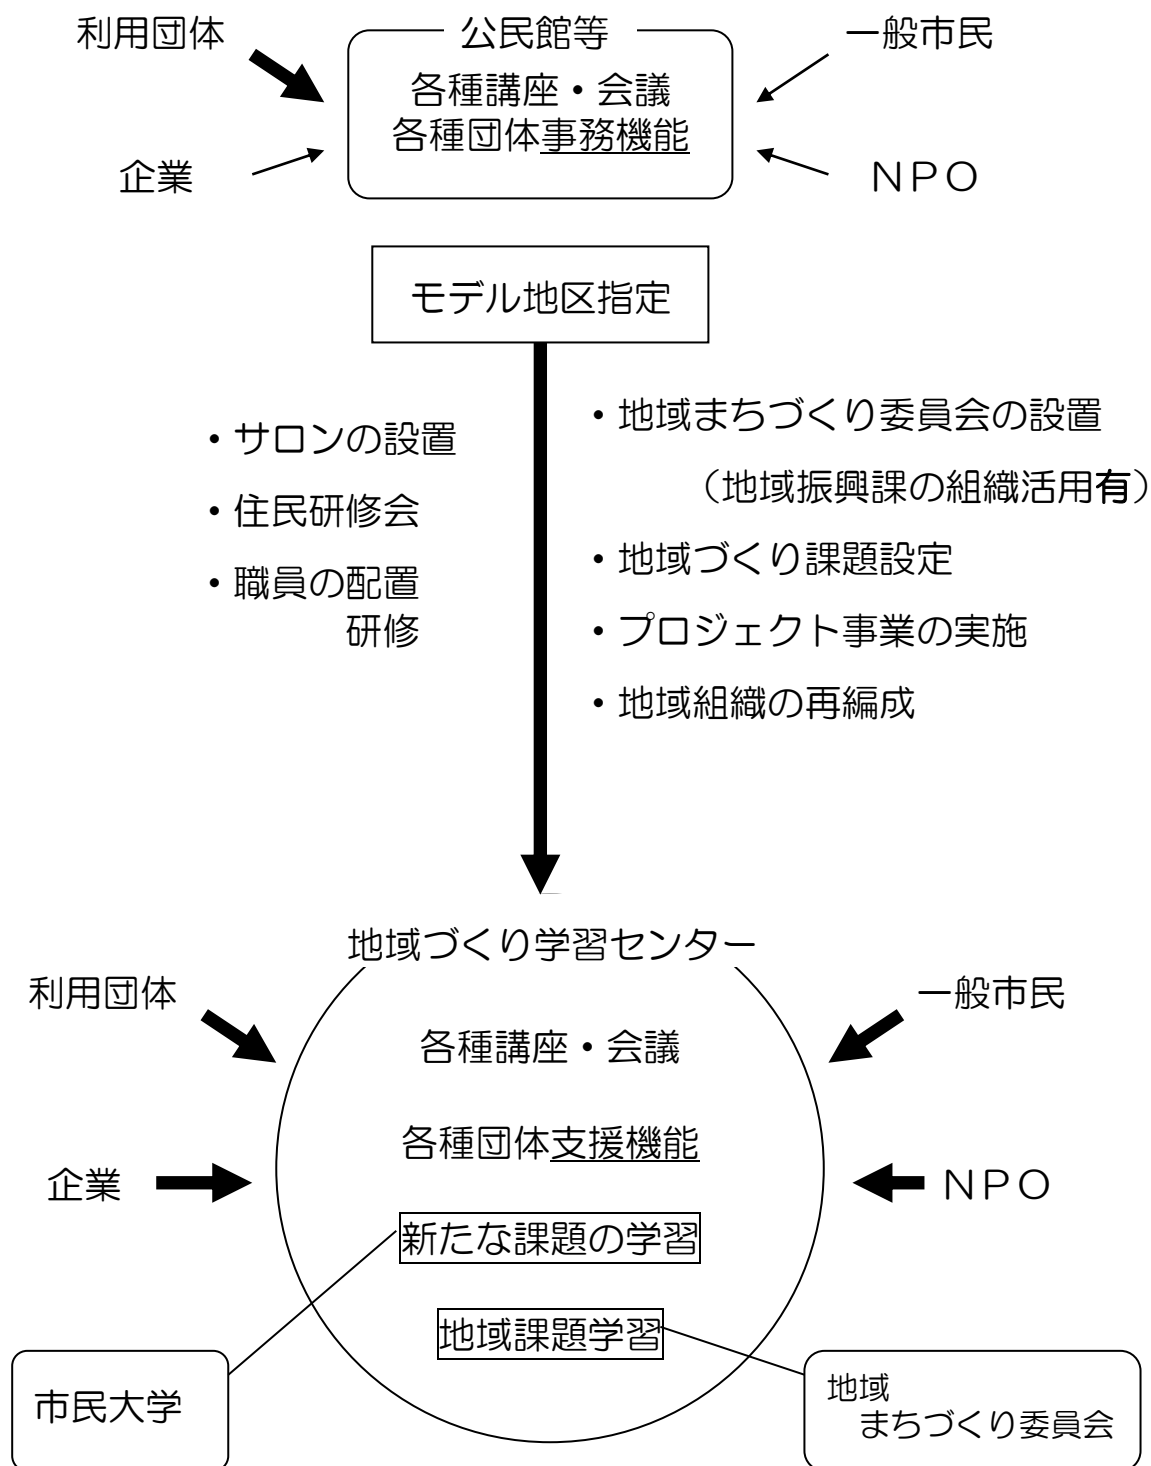 利用団体
公民館等
一般市民
各種講座・会議
各種団体事務機能
企業
ＮＰＯ
モデル地区指定
・サロンの設置
・住民研修会
・職員の配置
研修
・地域まちづくり委員会の設置
（地域振興課の組織活用有）
・地域づくり課題設定
・プロジェクト事業の実施
・地域組織の再編成
地域づくり学習センター
利用団体
一般市民
各種講座・会議
各種団体支援機能
企業
ＮＰＯ
新たな課題の学習
地域課題学習
市民大学
地域
まちづくり委員会